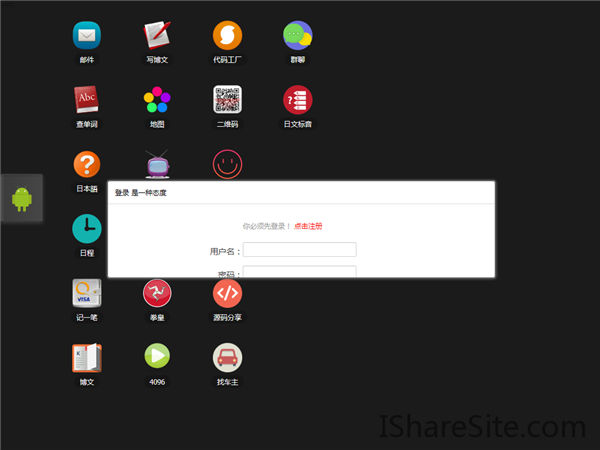 邮件
写博文
代码工厂
群聊
Abc
查单词
地图
二维码
日文标音
日本語
登录 是一种态度
你必须先登录！ 点击注册
用户名：
密码：
日程
VISA
记一笔
拳皇
源码分享
K
博文
4096
找车主
IShareSite.com